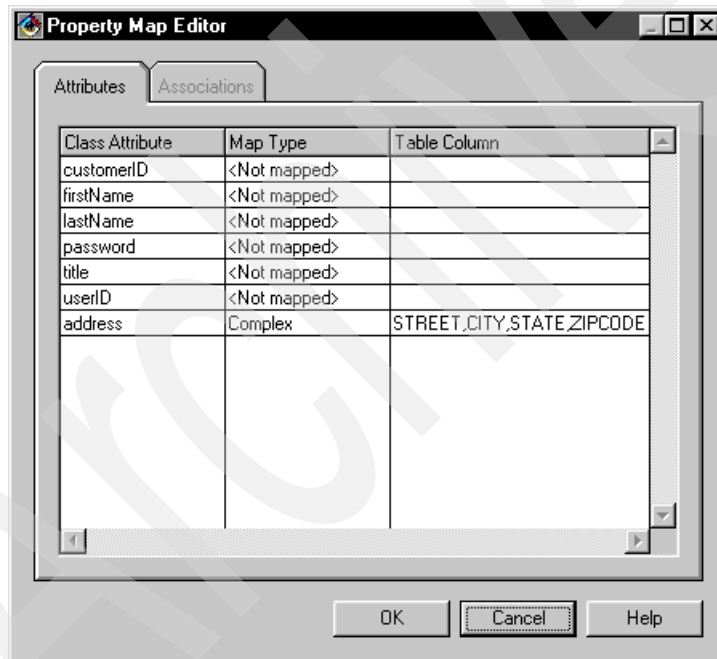 Property Map Editor
Attributes Associations
Class Attribute Map Type Table Column
customerID <Not mapped>
firstName <Not mapped>
lastName <Not mapped>
password <Not mapped>
title <Not mapped>
userID <Not mapped>
address Complex STREET,CITY,STATE,ZIPCODE
OK Cancel Help